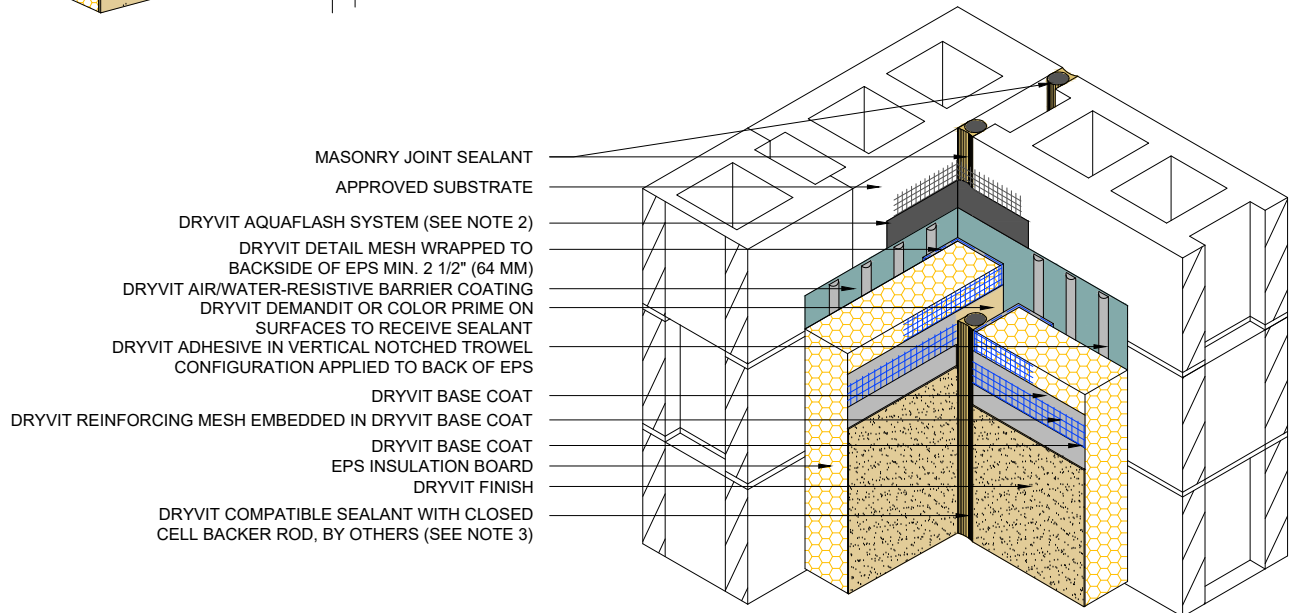 MASONRY JOINT SEALANT
APPROVED SUBSTRATE
DRYVIT AQUAFLASH SYSTEM (SEE NOTE 2)
DRYVIT DETAIL MESH WRAPPED TO
BACKSIDE OF EPS MIN. 2 1/2" (64 MM)
DRYVIT AIR/WATER-RESISTIVE BARRIER COATING
DRYVIT DEMANDIT OR COLOR PRIME ON
SURFACES TO RECEIVE SEALANT
DRYVIT ADHESIVE IN VERTICAL NOTCHED TROWEL
CONFIGURATION APPLIED TO BACK OF EPS
DRYVIT BASE COAT
DRYVIT REINFORCING MESH EMBEDDED IN DRYVIT BASE COAT
DRYVIT BASE COAT
EPS INSULATION BOARD
DRYVIT FINISH
DRYVIT COMPATIBLE SEALANT WITH CLOSED
CELL BACKER ROD, BY OTHERS (SEE NOTE 3)